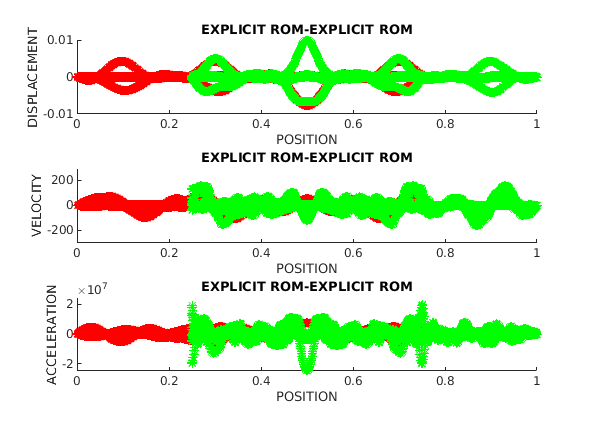 EXPLICIT ROM-EXPLICIT ROM
DISPLACEMENT
0.01
0
-0.01
0 0.2 0.4 0.6 0.8 1
POSITION
EXPLICIT ROM-EXPLICIT ROM
VELOCITY
200
0
-200
0 0.2 0.4 0.6 0.8 1
POSITION
EXPLICIT ROM-EXPLICIT ROM
×10^7
ACCELERATION
2
0
-2
0 0.2 0.4 0.6 0.8 1
POSITION